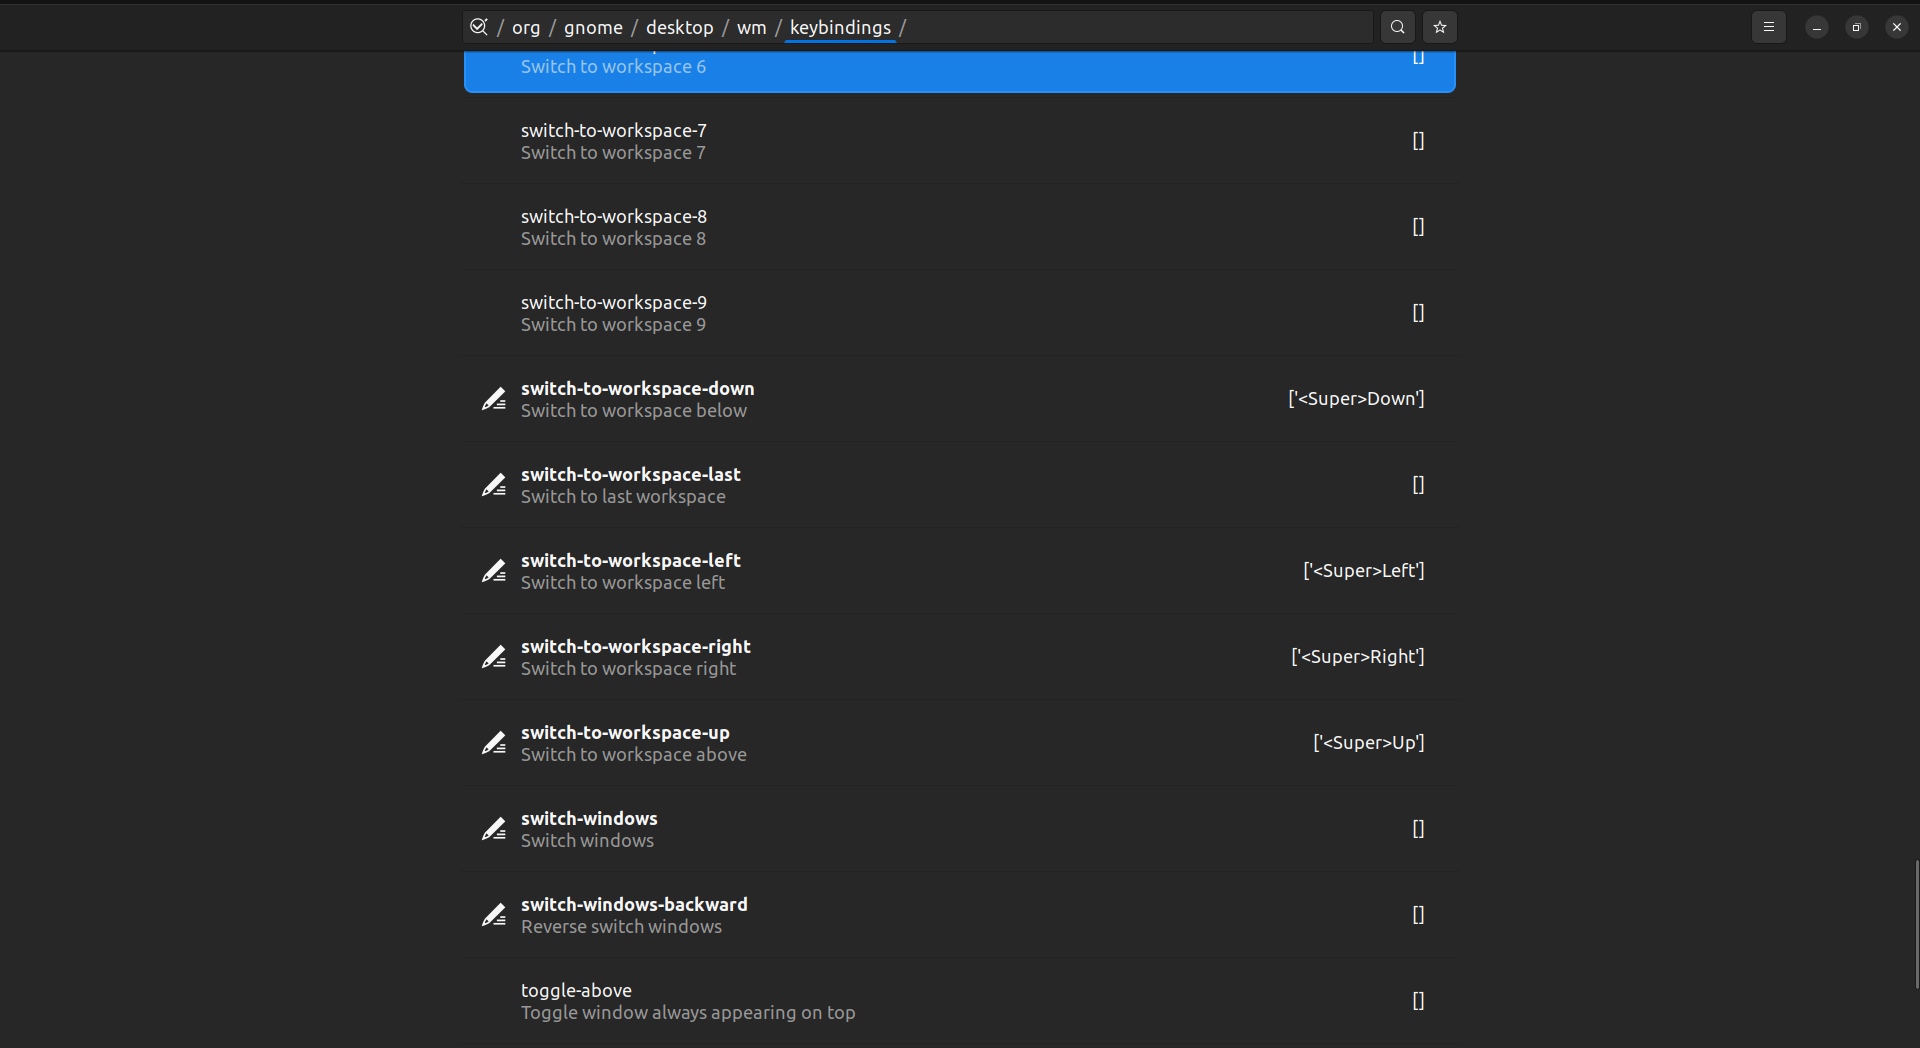 / org / gnome / desktop / wm / keybindings /
Switch to workspace 6
[]
switch-to-workspace-7
Switch to workspace 7
[]
switch-to-workspace-8
Switch to workspace 8
[]
switch-to-workspace-9
Switch to workspace 9
[]
switch-to-workspace-down
Switch to workspace below
['<Super>Down']
switch-to-workspace-last
Switch to last workspace
[]
switch-to-workspace-left
Switch to workspace left
['<Super>Left']
switch-to-workspace-right
Switch to workspace right
['<Super>Right']
switch-to-workspace-up
Switch to workspace above
['<Super>Up']
switch-windows
Switch windows
[]
switch-windows-backward
Reverse switch windows
[]
toggle-above
Toggle window always appearing on top
[]